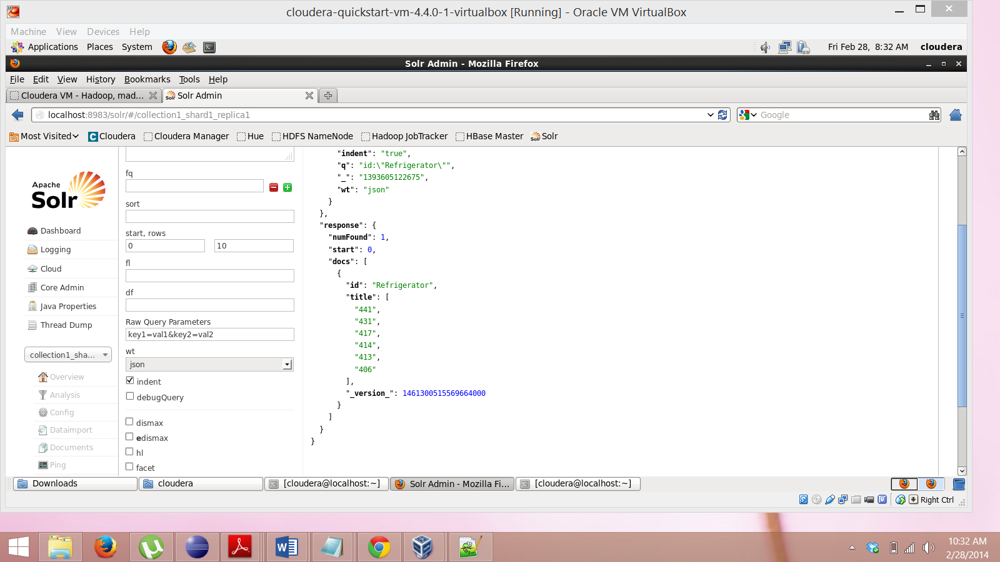 cloudera-quickstart-vm-4.4.0-1-virtualbox [Running] - Oracle VM VirtualBox
Machine View Devices Help
Applications Places System
Fri Feb 28, 8:32 AM cloudera
Solr Admin - Mozilla Firefox
File Edit View History Bookmarks Tools Help
Cloudera VM - Hadoop, mad... Solr Admin
localhost:8983/solr/#/collection1_shard1_replica1
Google
Most Visited Cloudera Cloudera Manager Hue HDFS NameNode Hadoop JobTracker HBase Master Solr
Apache
Solr
Dashboard
Logging
Cloud
Core Admin
Java Properties
Thread Dump
collection1_sha...
Overview
Analysis
Config
Dataimport
Documents
Ping
fq
sort
start, rows
0 10
fl
df
Raw Query Parameters
key1=val1&key2=val2
wt
json
indent
debugQuery
dismax
edismax
hl
facet
"indent": "true",
"q": "id:\"Refrigerator\"",
"_": "1393605122675",
"wt": "json"
}
},
"response": {
"numFound": 1,
"start": 0,
"docs": [
{
"id": "Refrigerator",
"title": [
"441",
"431",
"417",
"414",
"413",
"406"
],
"_version_": 1461300515569664000
}
]
}
}
Downloads cloudera [cloudera@localhost:~] Solr Admin - Mozilla Fi... [cloudera@localhost:~]
Right Ctrl
10:32 AM
2/28/2014